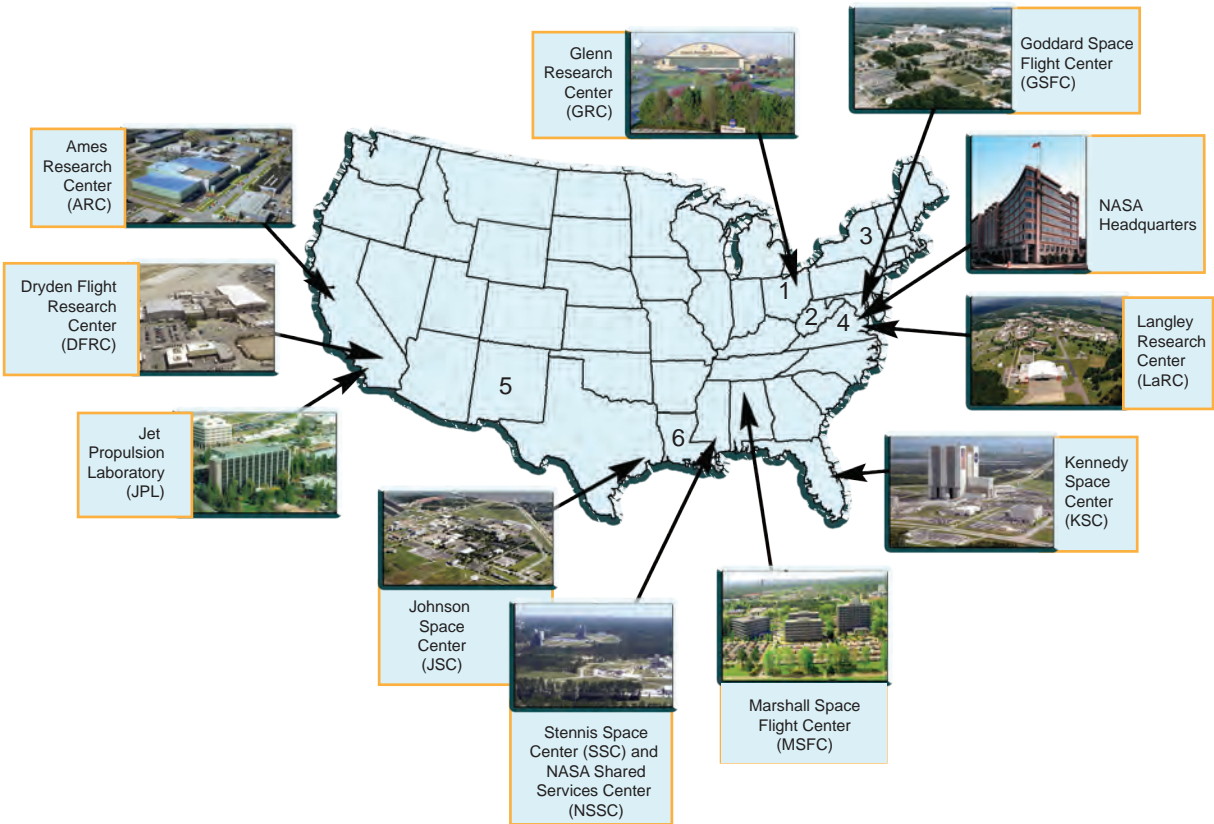 Glenn
Research
Center
(GRC)
Goddard Space
Flight Center
(GSFC)
Ames
Research
Center
(ARC)
NASA
Headquarters
Dryden Flight
Research
Center
(DFRC)
Langley
Research
Center
(LaRC)
Jet
Propulsion
Laboratory
(JPL)
Kennedy
Space
Center
(KSC)
Johnson
Space
Center
(JSC)
Stennis Space
Center (SSC) and
NASA Shared
Services Center
(NSSC)
Marshall Space
Flight Center
(MSFC)
1
2
3
4
5
6